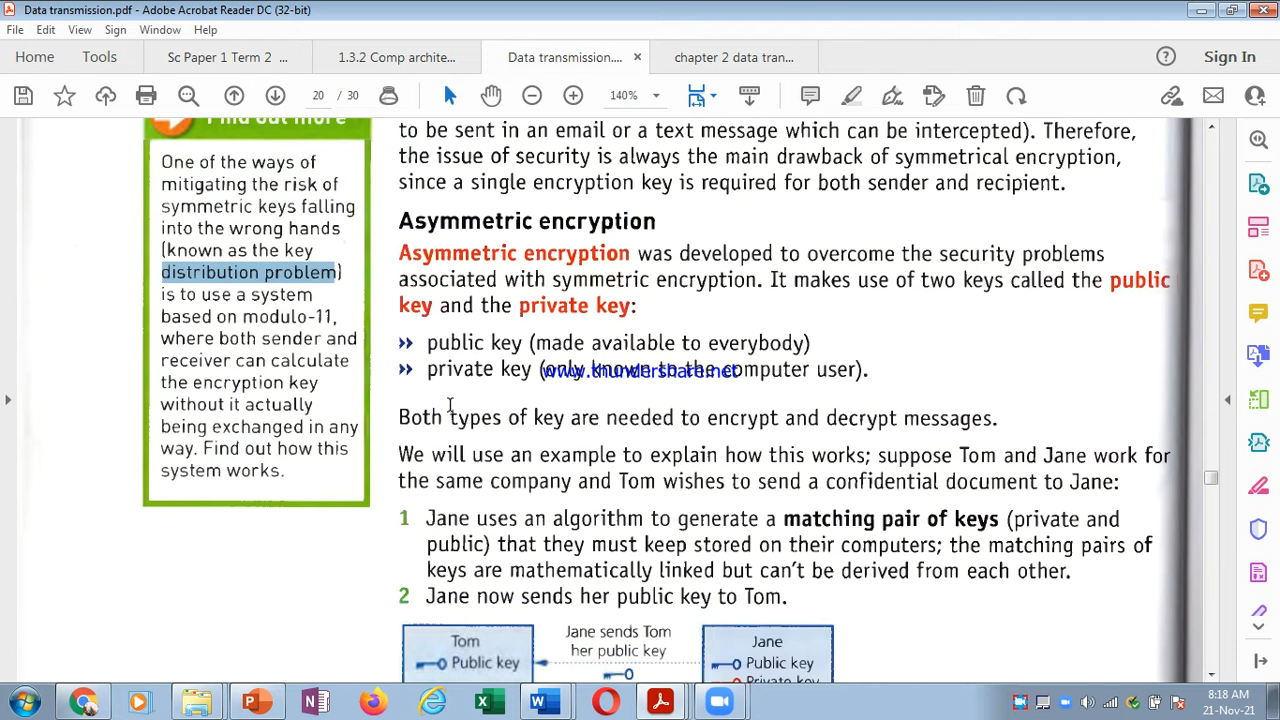 Data transmission.pdf - Adobe Acrobat Reader DC (32-bit)
File Edit View Sign Window Help
Home Tools Sc Paper 1 Term 2 ... 1.3.2 Comp archite... Data transmission.... × chapter 2 data tran... Sign In
20 / 30 140%
Find out more
One of the ways of
mitigating the risk of
symmetric keys falling
into the wrong hands
(known as the key
distribution problem)
is to use a system
based on modulo-11,
where both sender and
receiver can calculate
the encryption key
without it actually
being exchanged in any
way. Find out how this
system works.
to be sent in an email or a text message which can be intercepted). Therefore,
the issue of security is always the main drawback of symmetrical encryption,
since a single encryption key is required for both sender and recipient.
Asymmetric encryption
Asymmetric encryption was developed to overcome the security problems
associated with symmetric encryption. It makes use of two keys called the public
key and the private key:
›› public key (made available to everybody)
›› private key (only known to the computer user).
www.thundershare.net
Both types of key are needed to encrypt and decrypt messages.
We will use an example to explain how this works; suppose Tom and Jane work for
the same company and Tom wishes to send a confidential document to Jane:
1 Jane uses an algorithm to generate a matching pair of keys (private and
public) that they must keep stored on their computers; the matching pairs of
keys are mathematically linked but can't be derived from each other.
2 Jane now sends her public key to Tom.
Tom
Public key
Jane sends Tom
her public key
Jane
Public key
Private key
8:18 AM
21-Nov-21